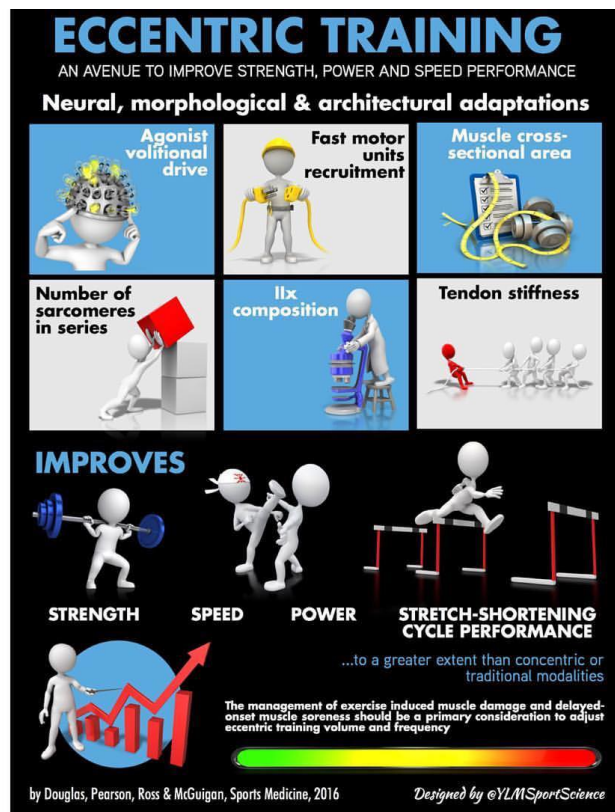 ECCENTRIC TRAINING
AN AVENUE TO IMPROVE STRENGTH, POWER AND SPEED PERFORMANCE
Neural, morphological & architectural adaptations
Agonist
volitional
drive
Fast motor
units
recruitment
Muscle cross-
sectional area
Number of
sarcomeres
in series
IIx
composition
Tendon stiffness
IMPROVES
STRENGTH
SPEED
POWER
STRETCH-SHORTENING
CYCLE PERFORMANCE
...to a greater extent than concentric or
traditional modalities
The management of exercise induced muscle damage and delayed-
onset muscle soreness should be a primary consideration to adjust
eccentric training volume and frequency
by Douglas, Pearson, Ross & McGuigan, Sports Medicine, 2016
Designed by @YLMSportScience